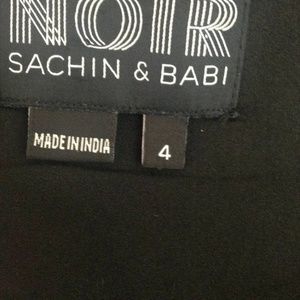 NOIR
SACHIN & BABI
MADE IN INDIA
4